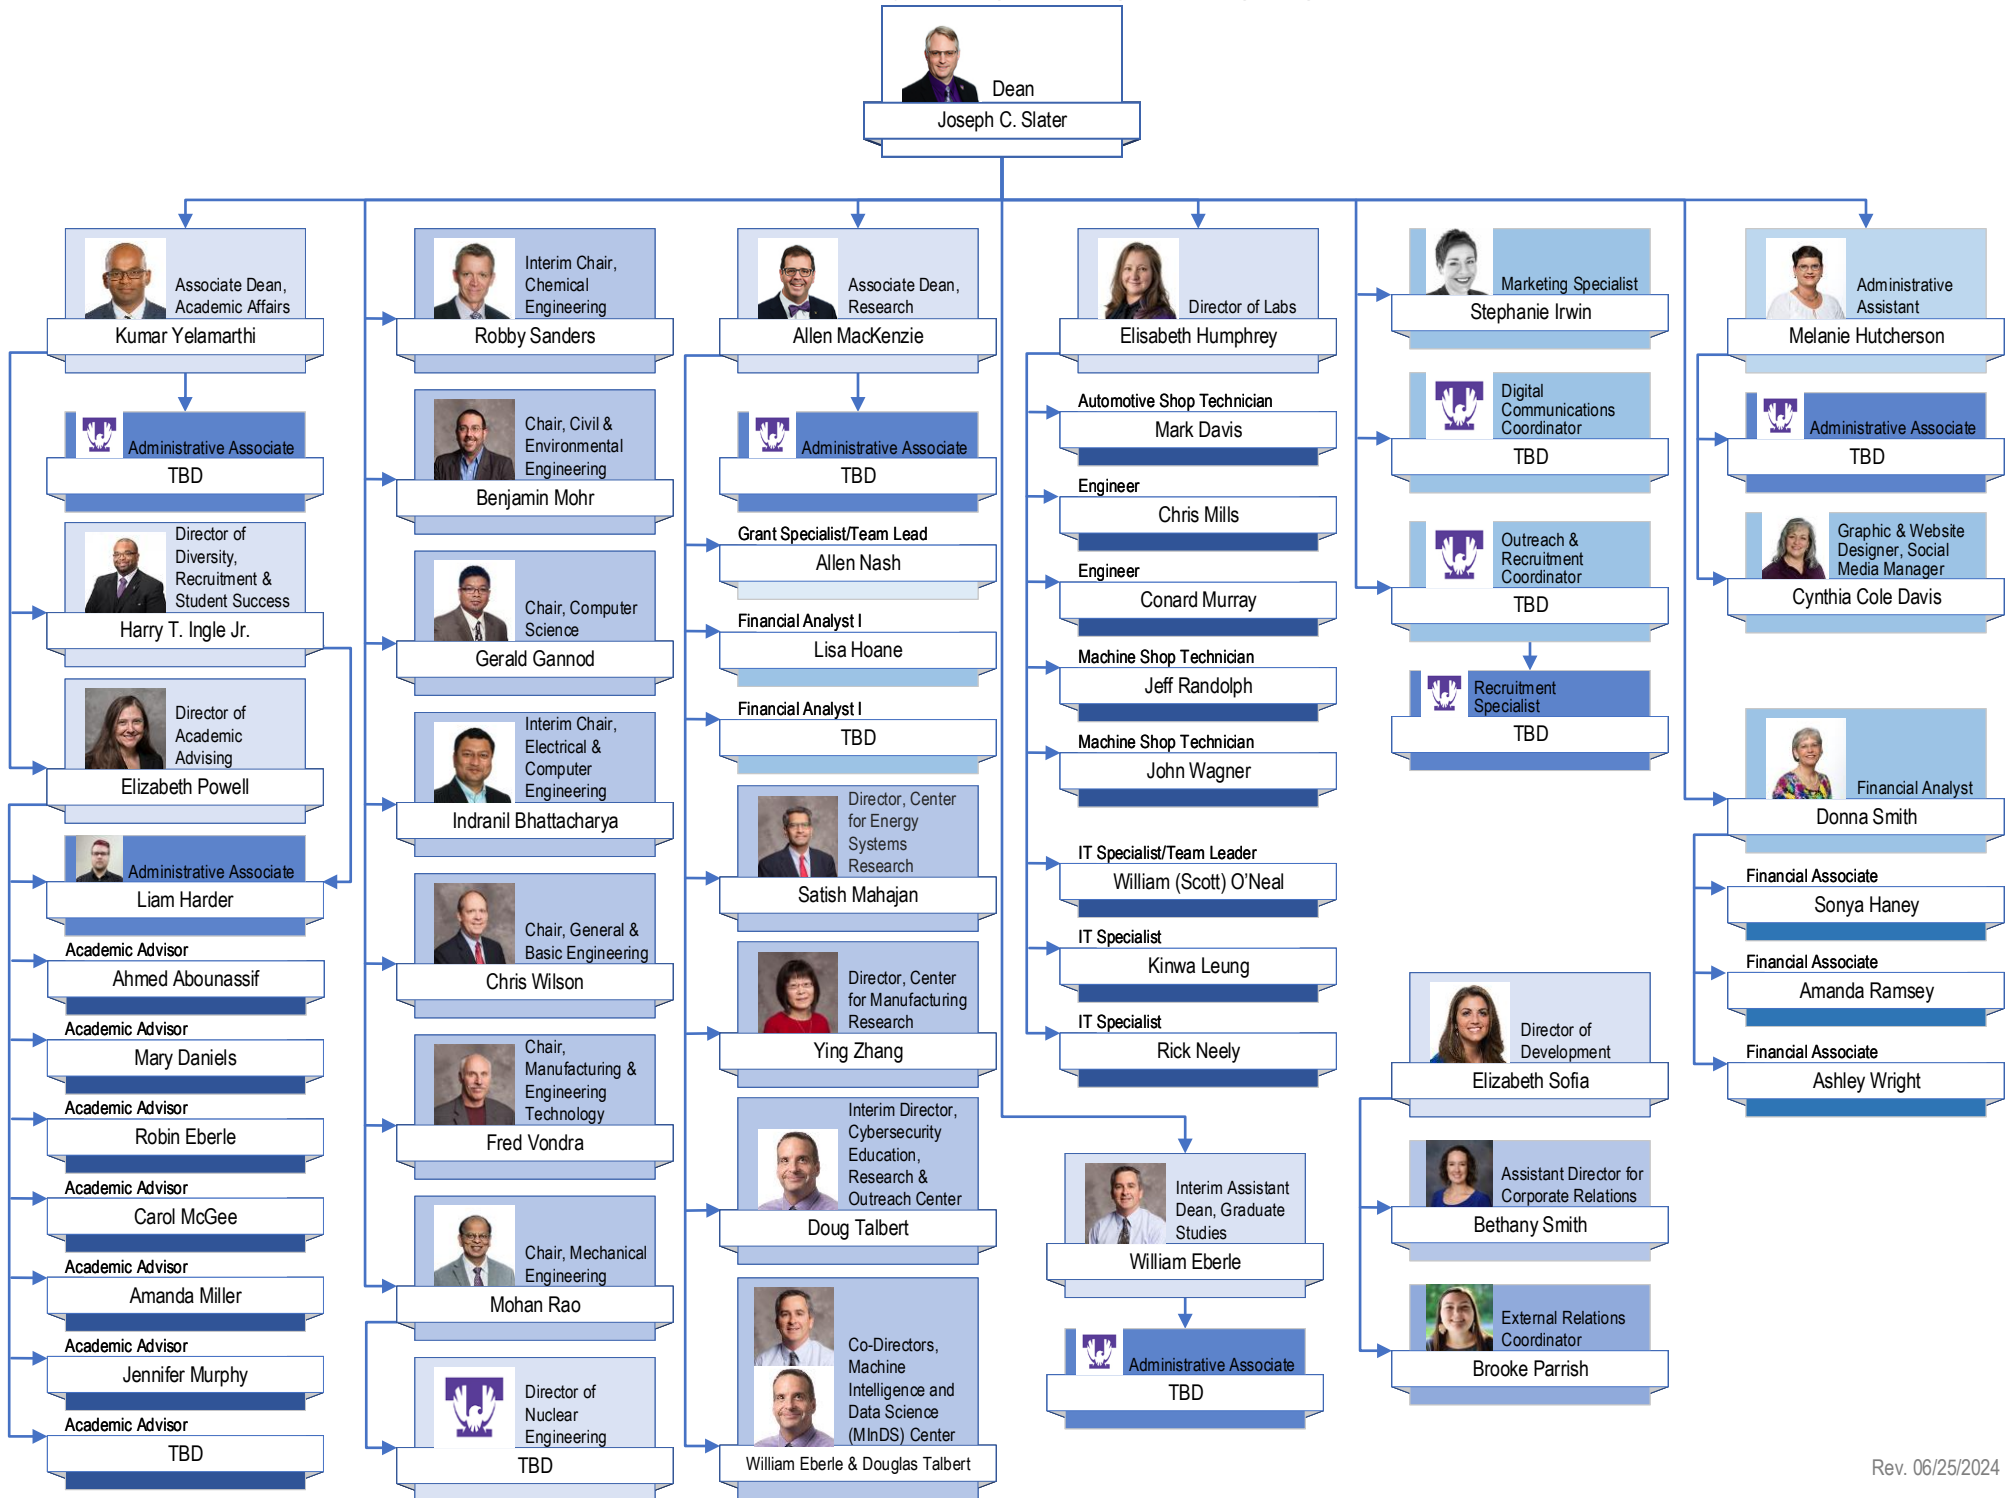 Dean
Joseph C. Slater
Associate Dean,
Academic Affairs
Kumar Yelamarthi
Administrative Associate
TBD
Director of
Diversity,
Recruitment &
Student Success
Harry T. Ingle Jr.
Director of
Academic
Advising
Elizabeth Powell
Administrative Associate
Liam Harder
Academic Advisor
Ahmed Abounassif
Academic Advisor
Mary Daniels
Academic Advisor
Robin Eberle
Academic Advisor
Carol McGee
Academic Advisor
Amanda Miller
Academic Advisor
Jennifer Murphy
Academic Advisor
TBD
Interim Chair,
Chemical
Engineering
Robby Sanders
Chair, Civil &
Environmental
Engineering
Benjamin Mohr
Chair, Computer
Science
Gerald Gannod
Interim Chair,
Electrical &
Computer
Engineering
Indranil Bhattacharya
Chair, General &
Basic Engineering
Chris Wilson
Chair,
Manufacturing &
Engineering
Technology
Fred Vondra
Chair, Mechanical
Engineering
Mohan Rao
Director of
Nuclear
Engineering
TBD
Associate Dean,
Research
Allen MacKenzie
Administrative Associate
TBD
Grant Specialist/Team Lead
Allen Nash
Financial Analyst I
Lisa Hoane
Financial Analyst I
TBD
Director, Center
for Energy
Systems
Research
Satish Mahajan
Director, Center
for Manufacturing
Research
Ying Zhang
Interim Director,
Cybersecurity
Education,
Research &
Outreach Center
Doug Talbert
Co-Directors,
Machine
Intelligence and
Data Science
(MInDS) Center
William Eberle & Douglas Talbert
Director of Labs
Elisabeth Humphrey
Automotive Shop Technician
Mark Davis
Engineer
Chris Mills
Engineer
Conard Murray
Machine Shop Technician
Jeff Randolph
Machine Shop Technician
John Wagner
IT Specialist/Team Leader
William (Scott) O’Neal
IT Specialist
Kinwa Leung
IT Specialist
Rick Neely
Interim Assistant
Dean, Graduate
Studies
William Eberle
Administrative Associate
TBD
Marketing Specialist
Stephanie Irwin
Digital
Communications
Coordinator
TBD
Outreach &
Recruitment
Coordinator
TBD
Recruitment
Specialist
TBD
Director of
Development
Elizabeth Sofia
Assistant Director for
Corporate Relations
Bethany Smith
External Relations
Coordinator
Brooke Parrish
Administrative
Assistant
Melanie Hutcherson
Administrative Associate
TBD
Graphic & Website
Designer, Social
Media Manager
Cynthia Cole Davis
Financial Analyst
Donna Smith
Financial Associate
Sonya Haney
Financial Associate
Amanda Ramsey
Financial Associate
Ashley Wright
Rev. 06/25/2024